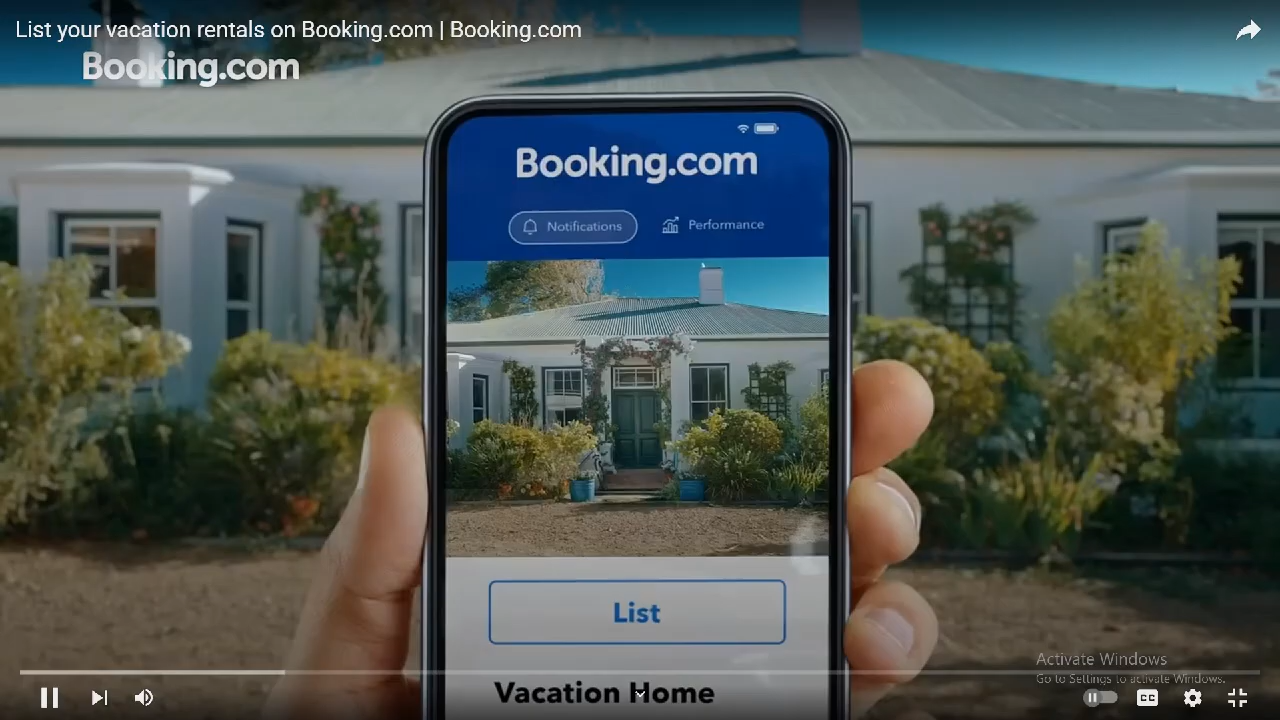 List your vacation rentals on Booking.com | Booking.com
Booking.com
Booking.com
Notifications
Performance
List
Vacation Home
Activate Windows
Go to Settings to activate Windows.
CC